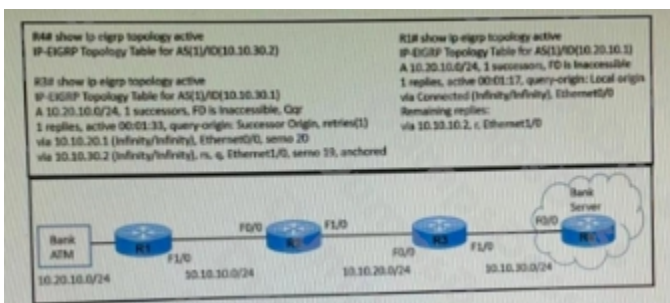 R4# show ip eigrp topology active
IP-EIGRP Topology Table for AS(1)/ID(10.10.30.2)
R3# show ip eigrp topology active
IP-EIGRP Topology Table for AS(1)/ID(10.10.30.1)
A 10.20.10.0/24, 1 successors, FD is Inaccessible, Qqr
1 replies, active 00:01:33, query-origin: Successor Origin, retries(1)
via 10.10.20.1 (Infinity/Infinity), Ethernet0/0, serno 20
via 10.10.30.2 (Infinity/Infinity), rs, q, Ethernet1/0, serno 19, anchored
R1# show ip eigrp topology active
IP-EIGRP Topology Table for AS(1)/ID(10.20.10.1)
A 10.20.10.0/24, 1 successors, FD is Inaccessible
1 replies, active 00:01:17, query-origin: Local origin
via Connected (Infinity/Infinity), Ethernet0/0
Remaining replies:
via 10.10.10.2, r, Ethernet1/0
Bank
ATM
10.20.10.0/24
R1
F1/0
10.10.10.0/24
F0/0
R2
F1/0
10.10.20.0/24
F0/0
R3
F1/0
10.10.30.0/24
F0/0
Bank
Server